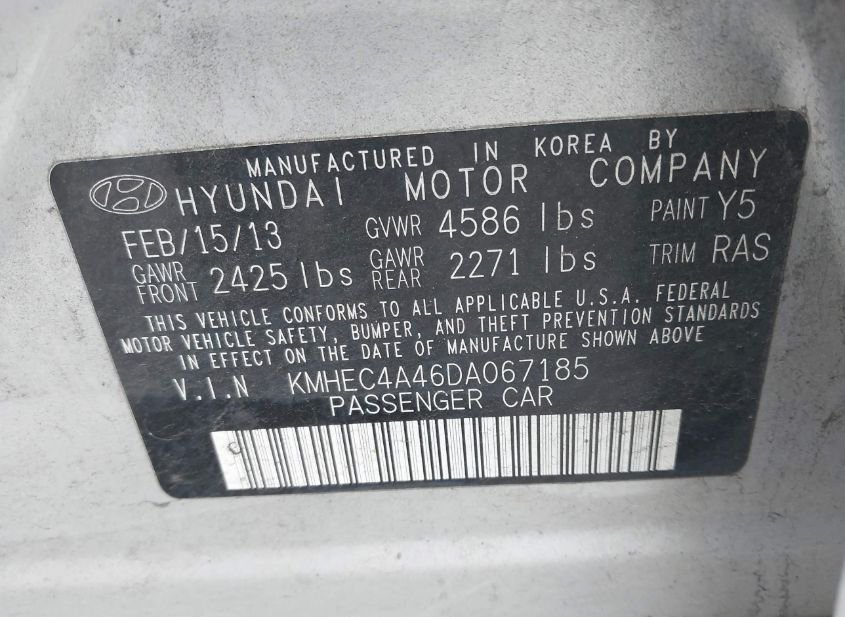 MANUFACTURED IN KOREA BY
HYUNDAI MOTOR COMPANY
FEB/15/13 GVWR 4586 lbs PAINT Y5
GAWR FRONT 2425 lbs GAWR REAR 2271 lbs TRIM RAS
THIS VEHICLE CONFORMS TO ALL APPLICABLE U.S.A. FEDERAL
MOTOR VEHICLE SAFETY, BUMPER, AND THEFT PREVENTION STANDARDS
IN EFFECT ON THE DATE OF MANUFACTURE SHOWN ABOVE
V.I.N KMHEC4A46DA067185
PASSENGER CAR